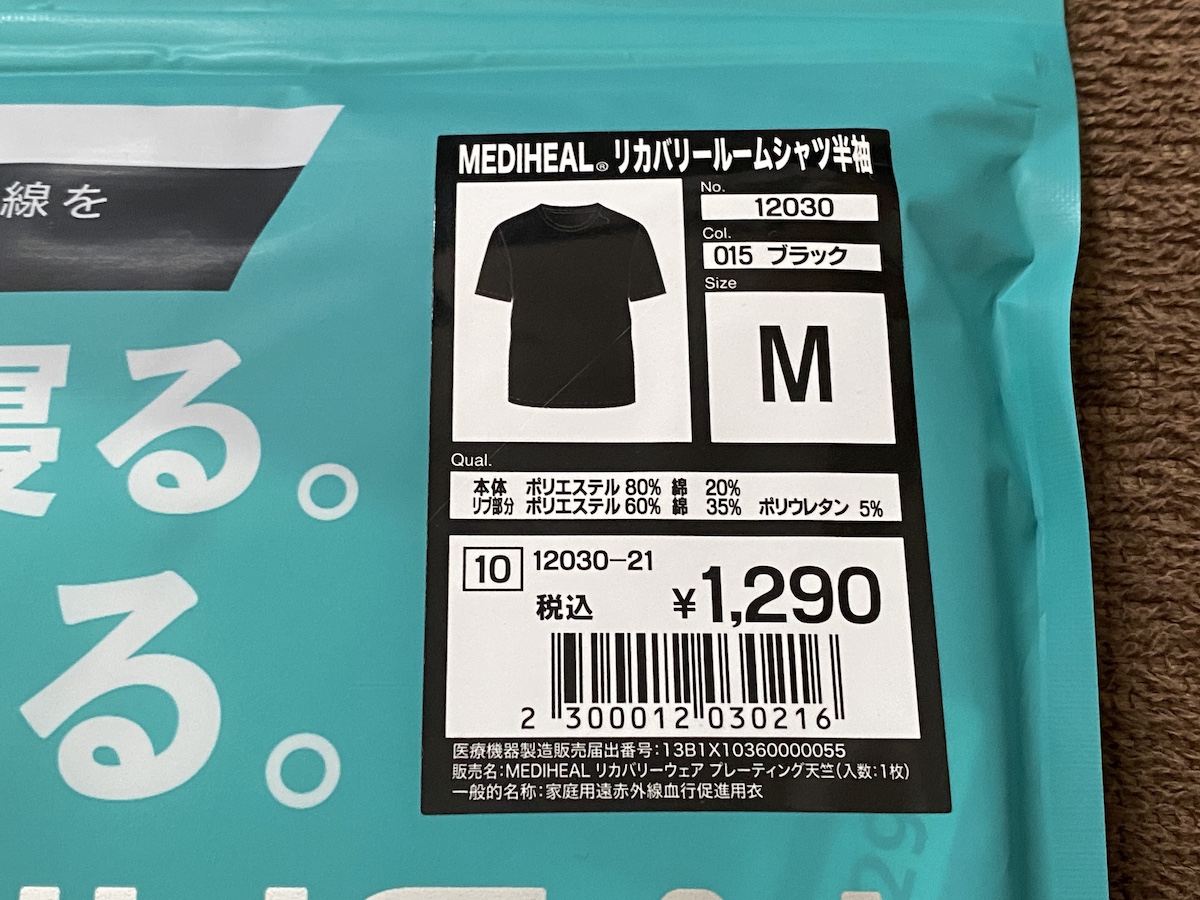 線を
る。
る。
MEDIHEAL® リカバリールームシャツ半袖
No.
12030
Col.
015 ブラック
Size
M
Qual.
本体 ポリエステル 80% 綿 20%
リブ部分 ポリエステル 60% 綿 35% ポリウレタン 5%
10 12030-21
税込 ¥1,290
2 300012 030216
医療機器製造販売届出番号:13B1X10360000055
販売名:MEDIHEAL リカバリーウェア プレーティング天竺(入数:1枚)
一般的名称:家庭用遠赤外線血行促進用衣
29